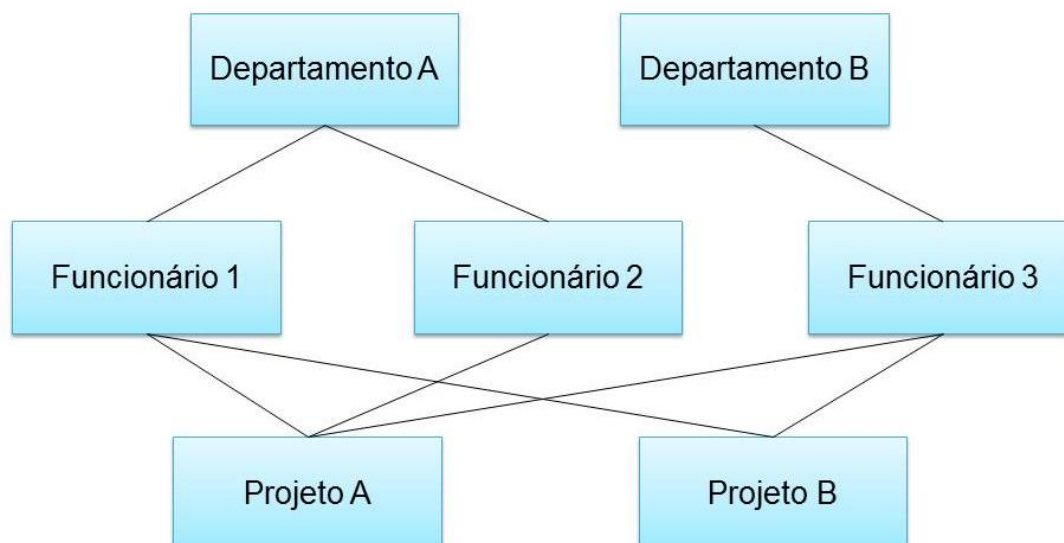 Departamento A
Departamento B
Funcionário 1
Funcionário 2
Funcionário 3
Projeto A
Projeto B